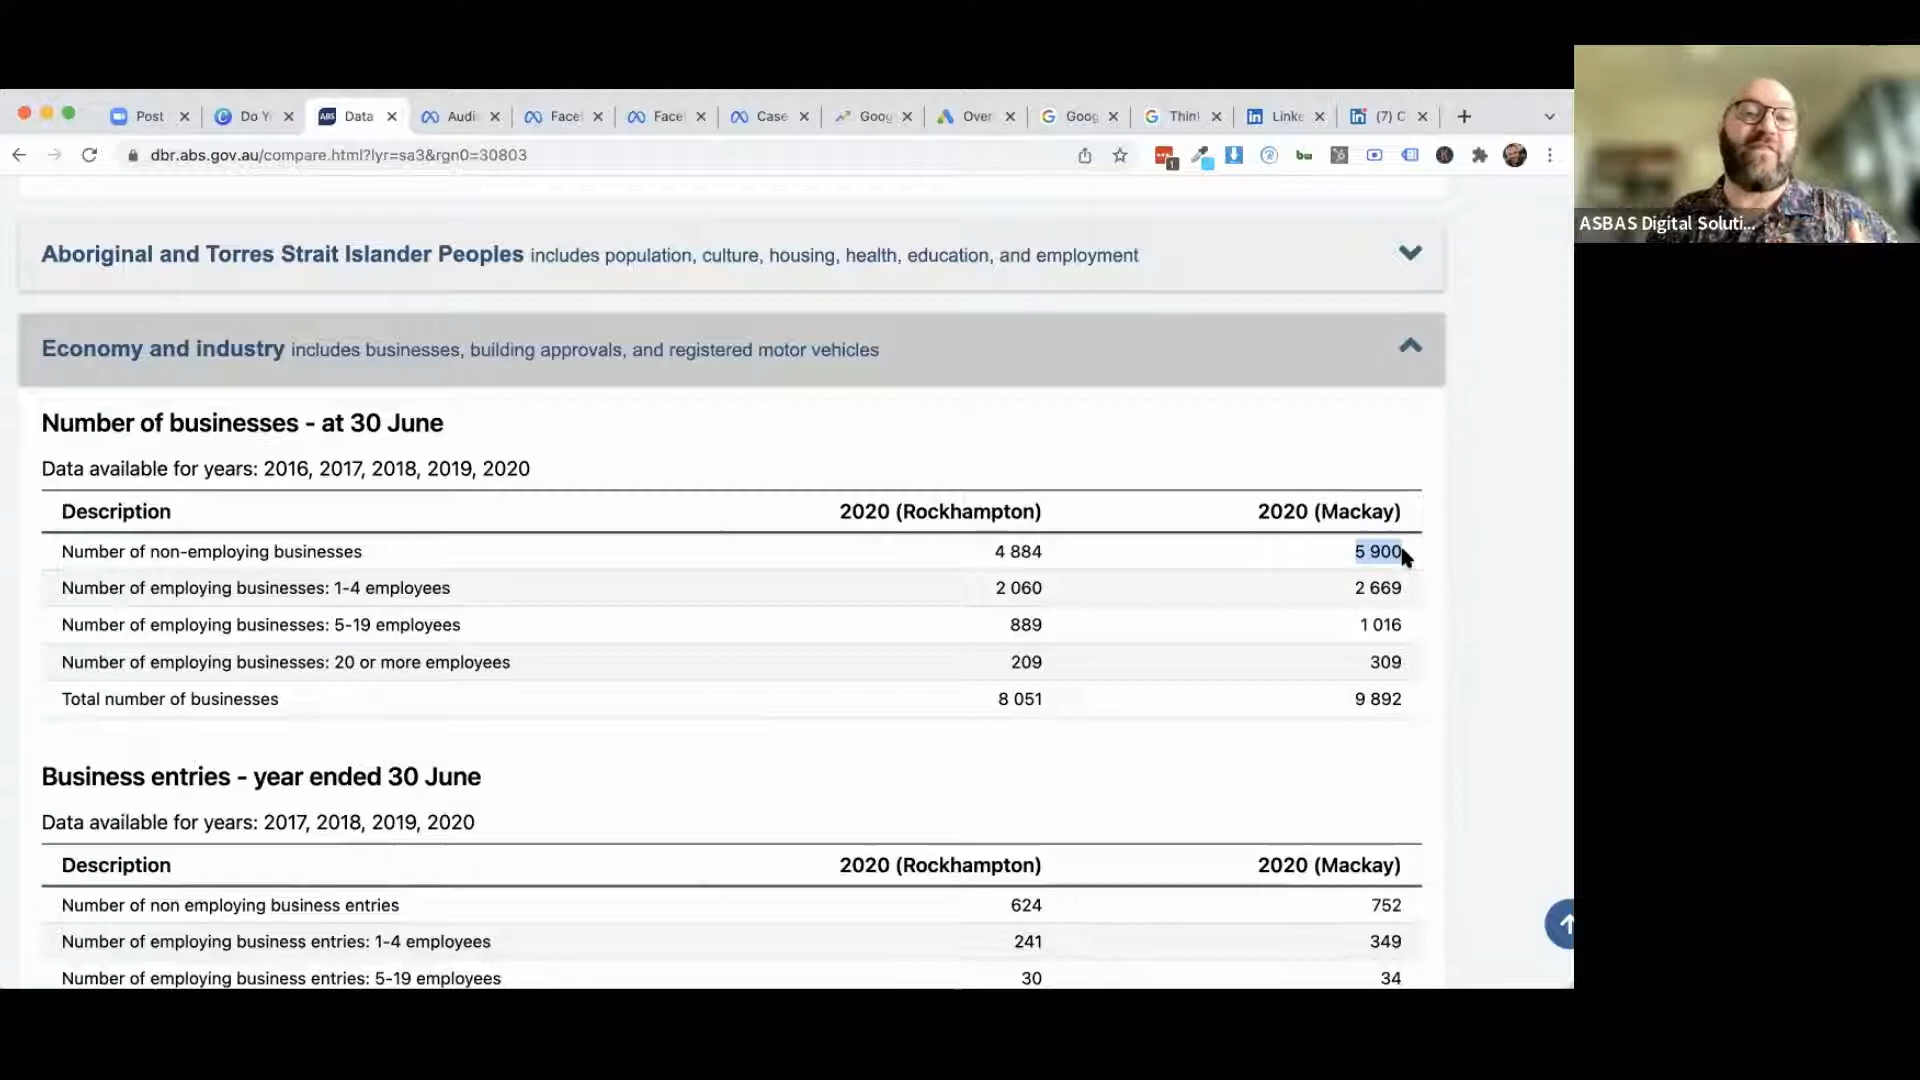 Post
Do Y
ABS
Data
Audi
Face
Face
Case
Goog
Over
Goog
Thin
Linke
(7) C
dbr.abs.gov.au/compare.html?lyr=sa3&rgn0=30803
1
bw
K
ASBAS Digital Soluti...
Aboriginal and Torres Strait Islander Peoples includes population, culture, housing, health, education, and employment
Economy and industry includes businesses, building approvals, and registered motor vehicles
Number of businesses - at 30 June
Data available for years: 2016, 2017, 2018, 2019, 2020
Description 2020 (Rockhampton) 2020 (Mackay)
Number of non-employing businesses 4 884 5 900
Number of employing businesses: 1-4 employees 2 060 2 669
Number of employing businesses: 5-19 employees 889 1 016
Number of employing businesses: 20 or more employees 209 309
Total number of businesses 8 051 9 892
Business entries - year ended 30 June
Data available for years: 2017, 2018, 2019, 2020
Description 2020 (Rockhampton) 2020 (Mackay)
Number of non employing business entries 624 752
Number of employing business entries: 1-4 employees 241 349
Number of employing business entries: 5-19 employees 30 34